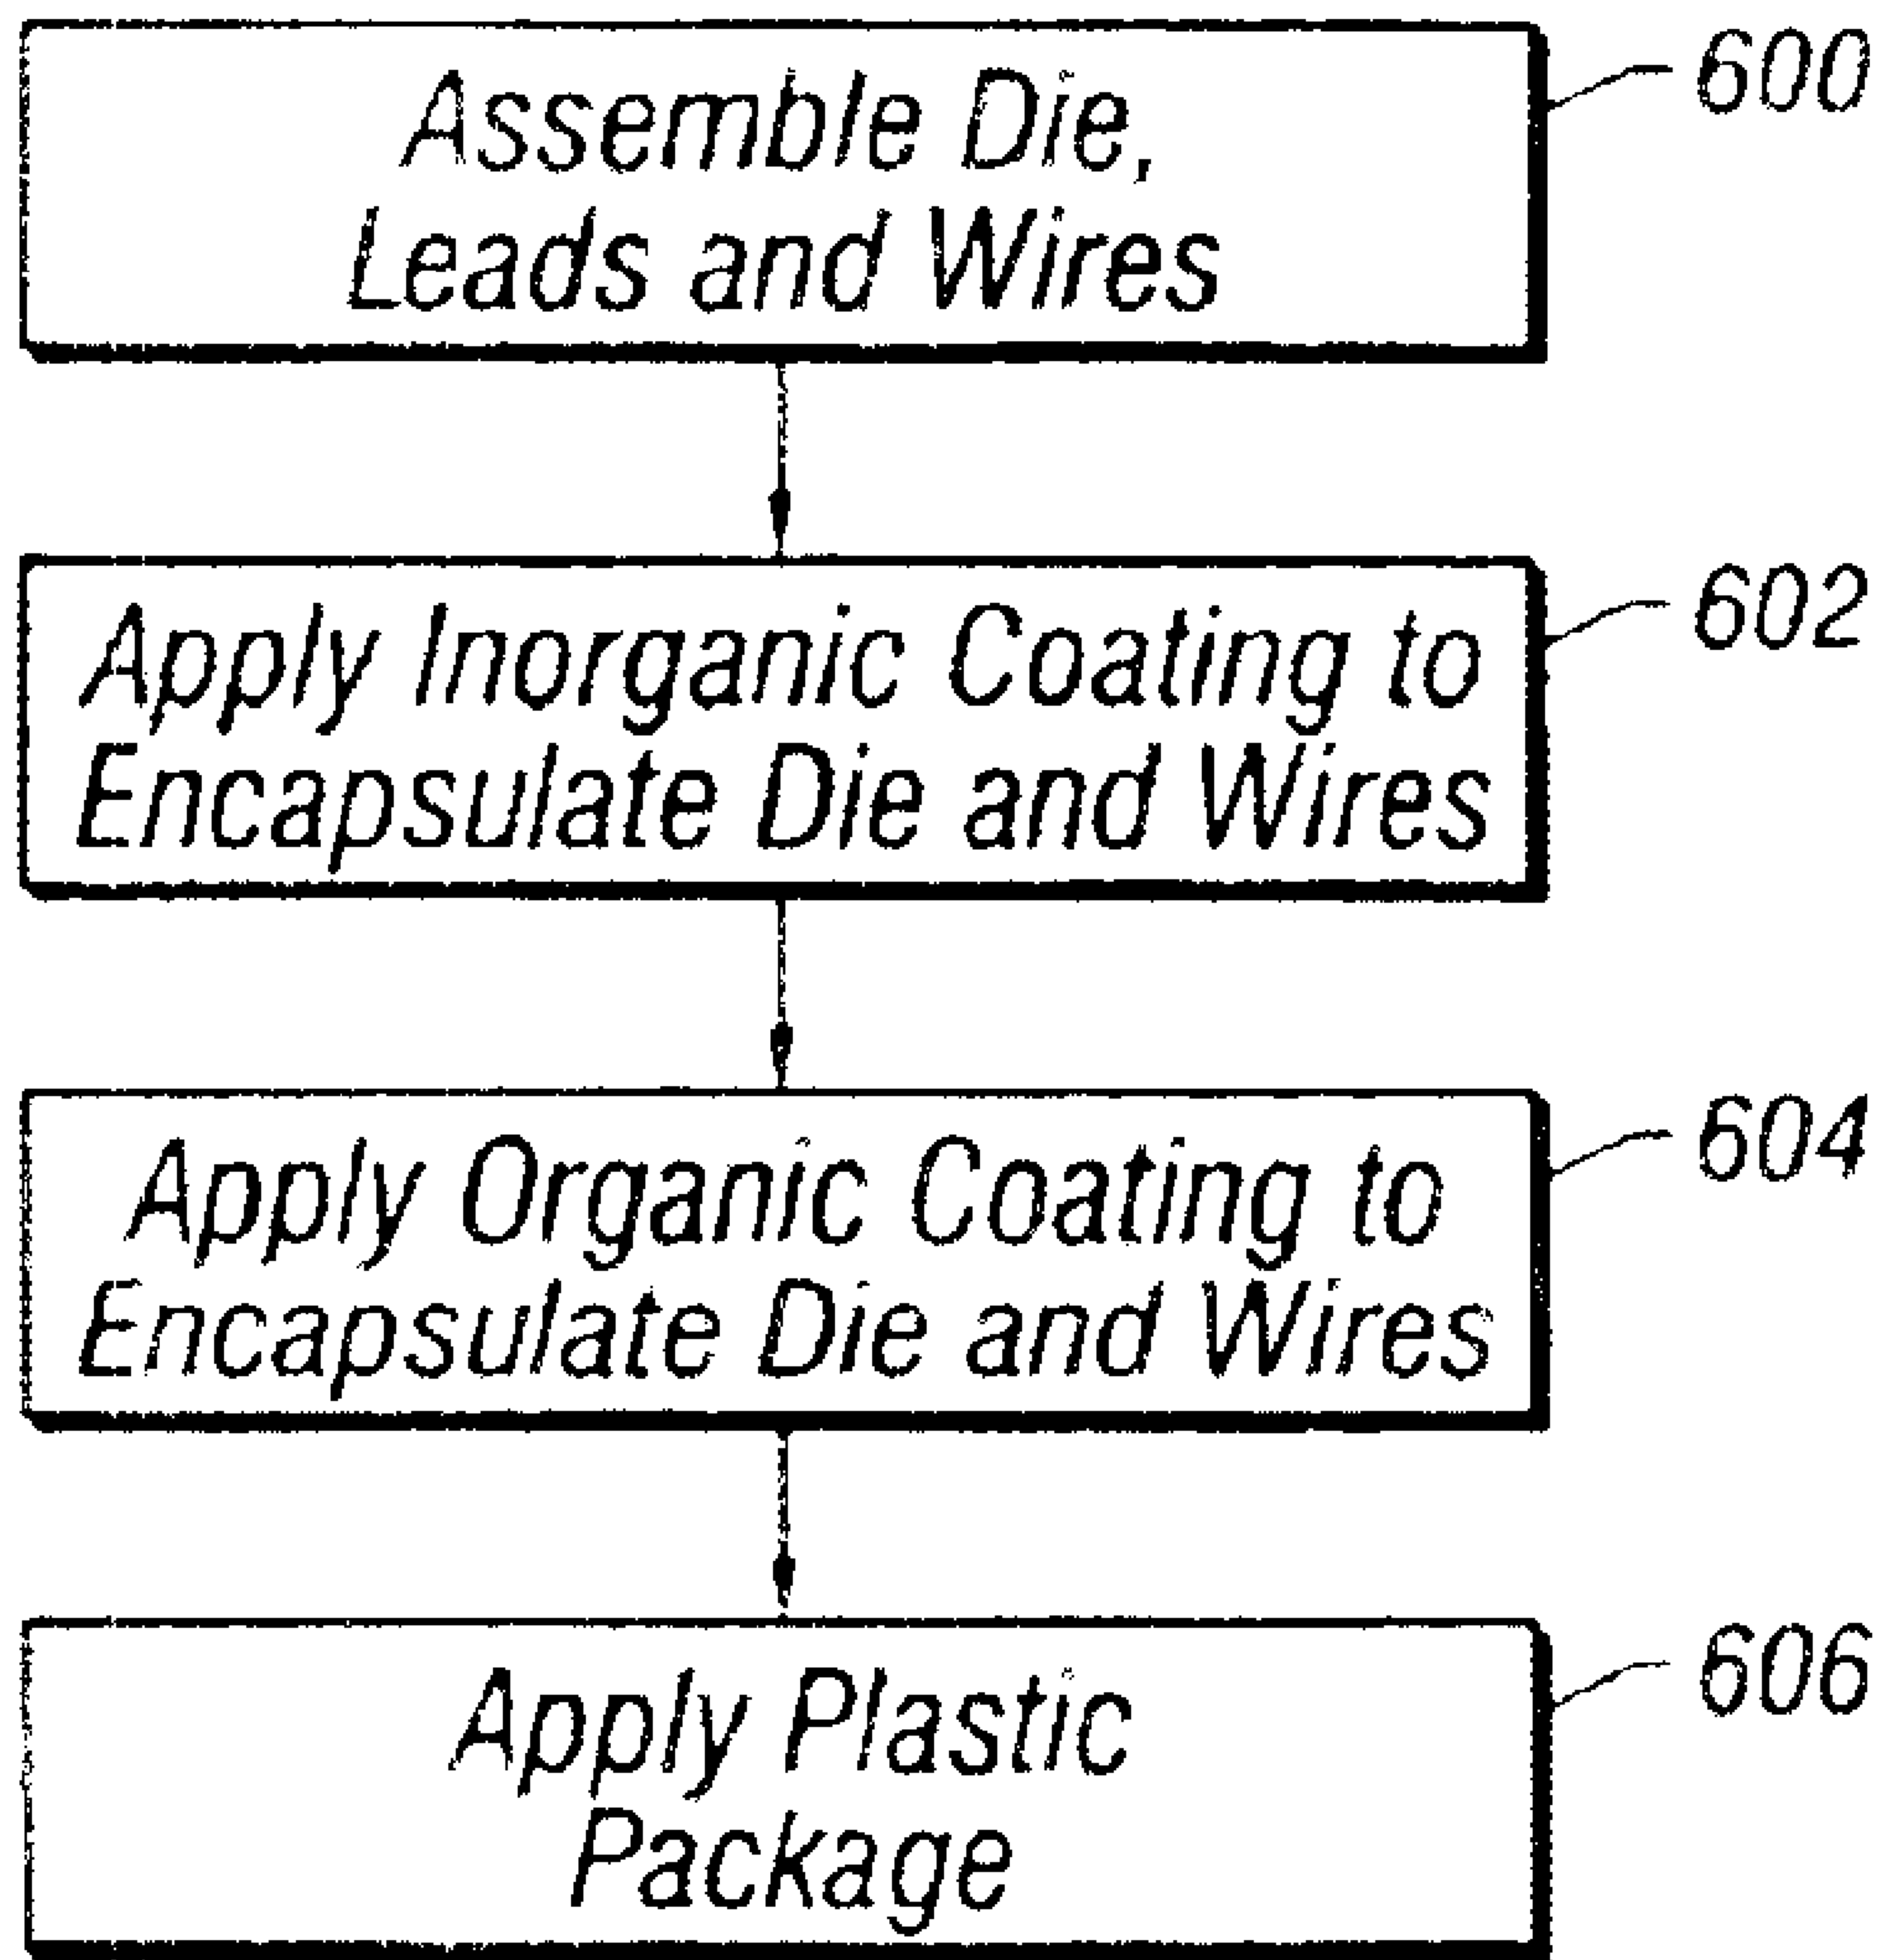 Assemble Die,
Leads and Wires
600
Apply Inorganic Coating to
Encapsulate Die and Wires
602
Apply Organic Coating to
Encapsulate Die and Wires
604
Apply Plastic
Package
606